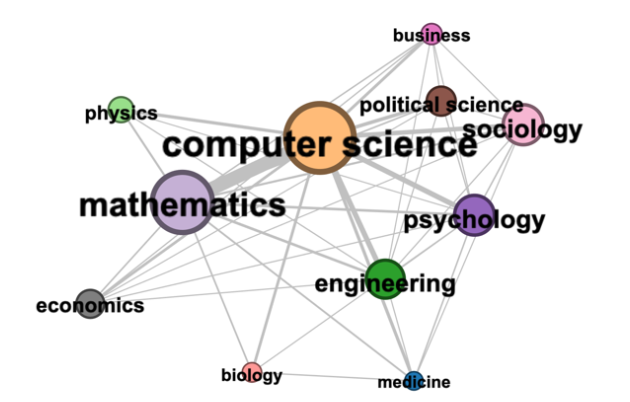 business
political science
physics
sociology
computer science
mathematics
psychology
engineering
economics
biology
medicine